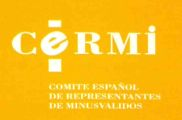 CERMI
COMITE ESPAÑOL
DE REPRESENTANTES
DE MINUSVALIDOS